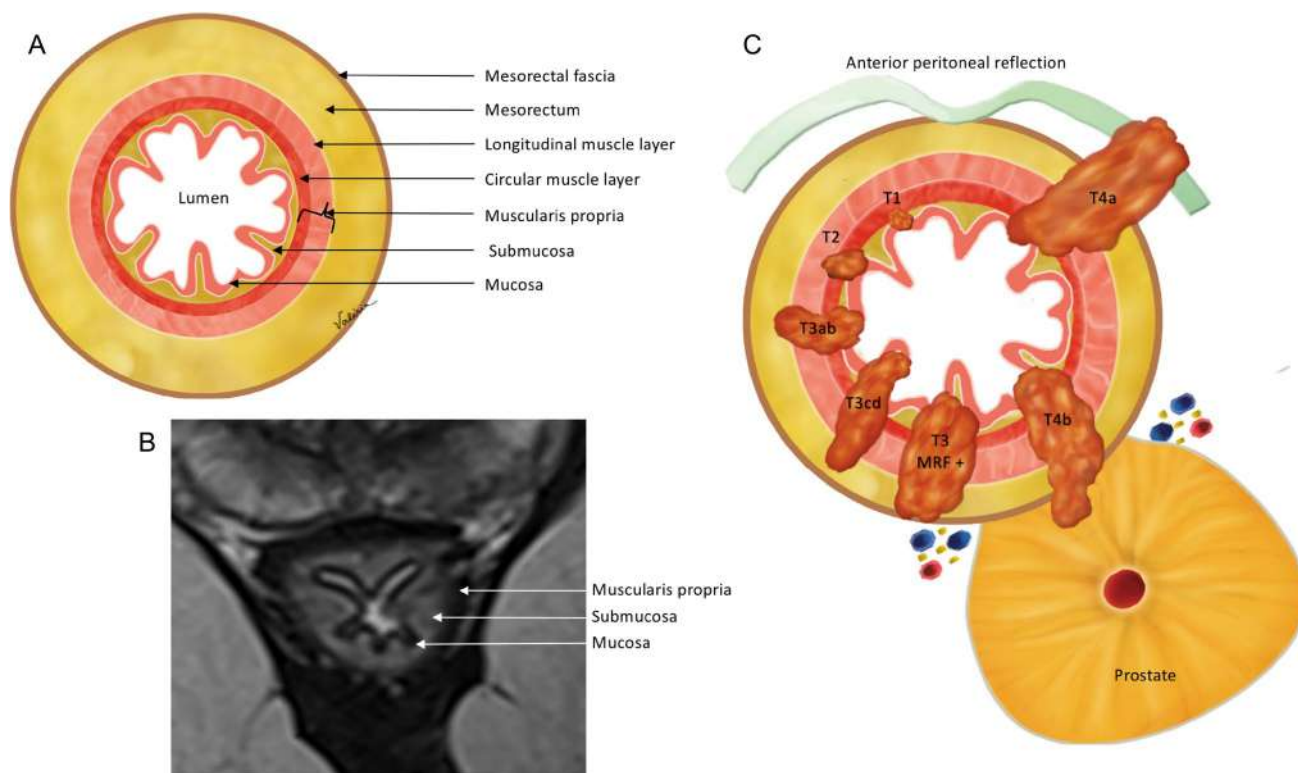 A
Mesorectal fascia
Mesorectum
Longitudinal muscle layer
Circular muscle layer
Muscularis propria
Submucosa
Mucosa
Lumen
Valeria
B
Muscularis propria
Submucosa
Mucosa
C
Anterior peritoneal reflection
T1
T2
T3ab
T3cd
T3
MRF +
T4b
T4a
Prostate